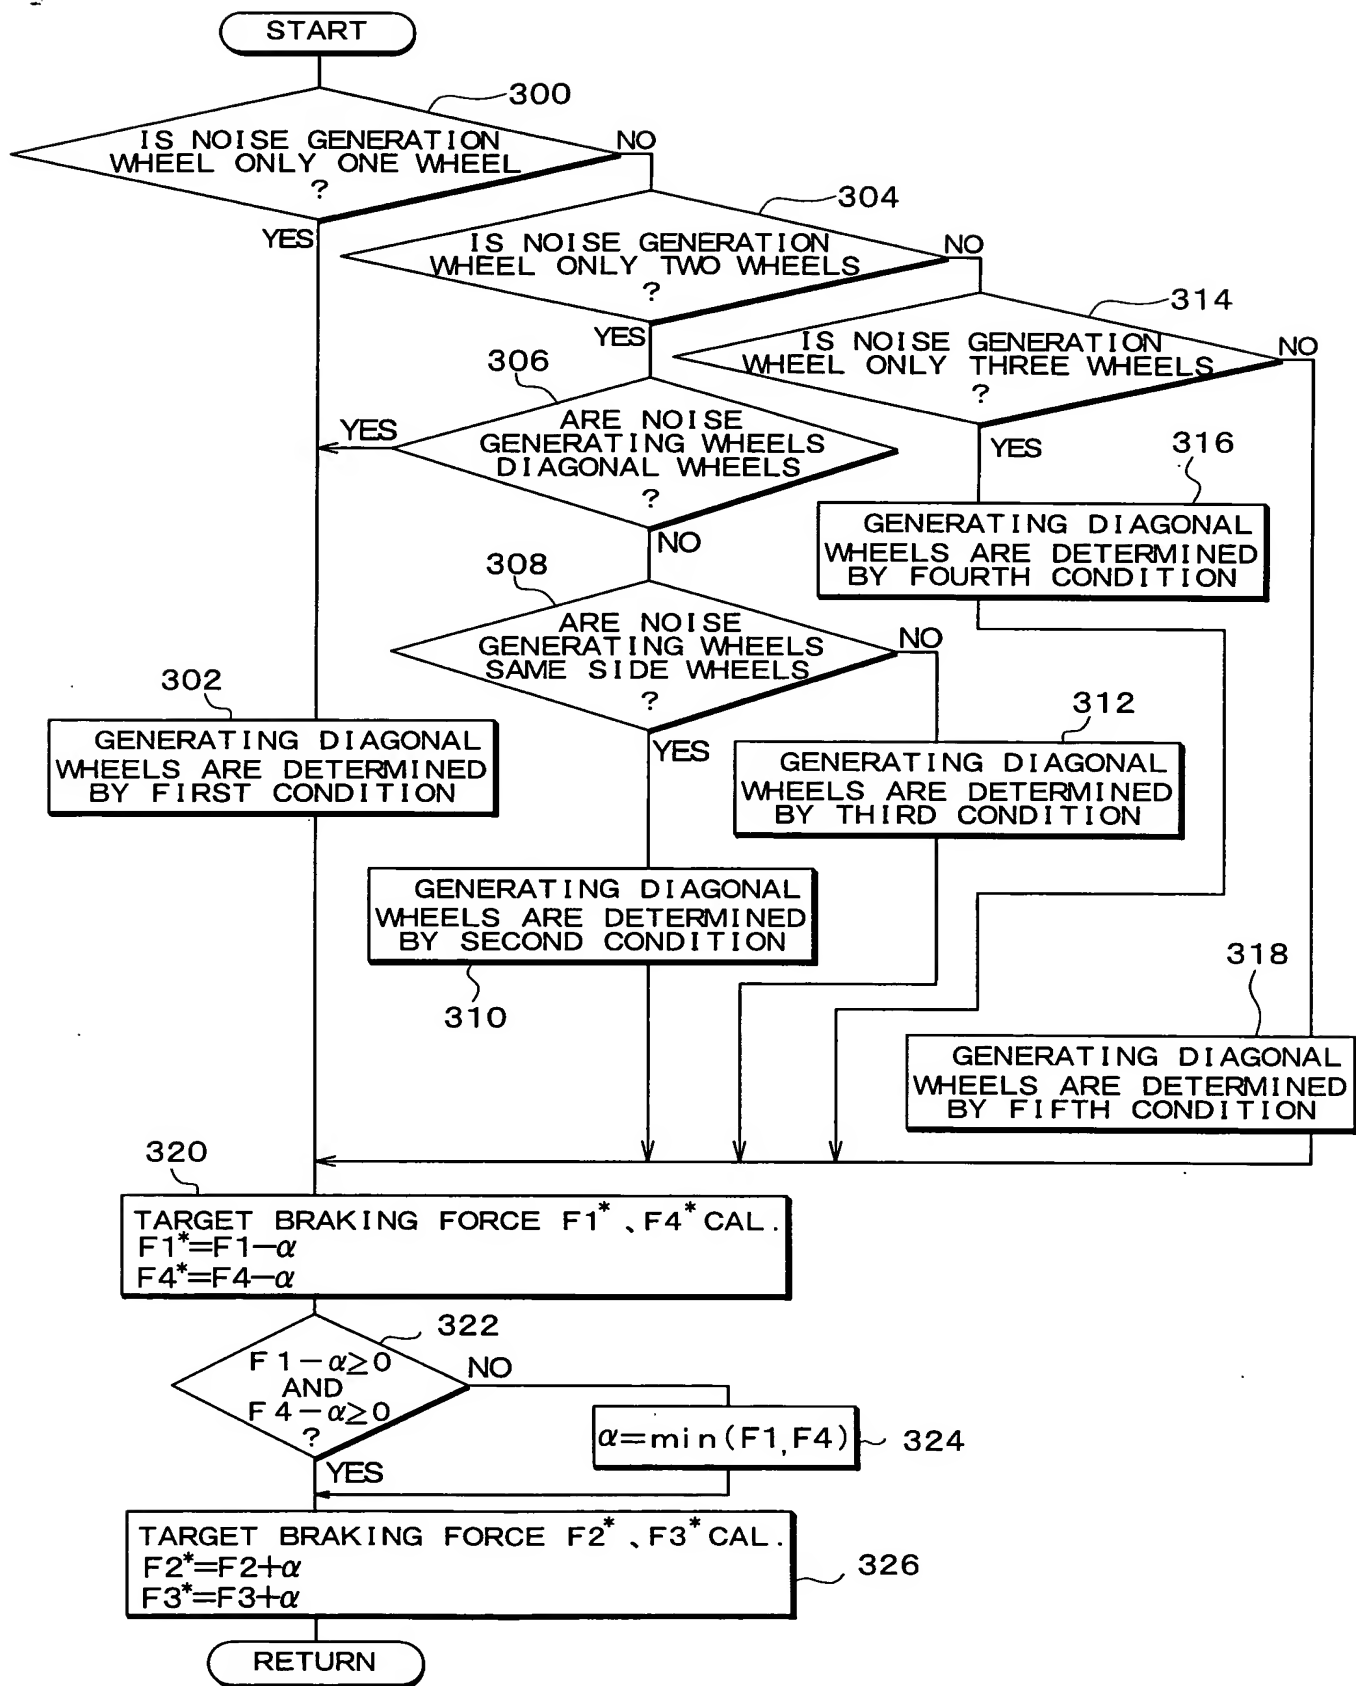 START
300
IS NOISE GENERATION
WHEEL ONLY ONE WHEEL
?
NO
YES
304
IS NOISE GENERATION
WHEEL ONLY TWO WHEELS
?
NO
YES
314
IS NOISE GENERATION
WHEEL ONLY THREE WHEELS
?
NO
YES
306
ARE NOISE
GENERATING WHEELS
DIAGONAL WHEELS
?
YES
NO
316
GENERATING DIAGONAL
WHEELS ARE DETERMINED
BY FOURTH CONDITION
308
ARE NOISE
GENERATING WHEELS
SAME SIDE WHEELS
?
NO
YES
302
GENERATING DIAGONAL
WHEELS ARE DETERMINED
BY FIRST CONDITION
312
GENERATING DIAGONAL
WHEELS ARE DETERMINED
BY THIRD CONDITION
GENERATING DIAGONAL
WHEELS ARE DETERMINED
BY SECOND CONDITION
310
318
GENERATING DIAGONAL
WHEELS ARE DETERMINED
BY FIFTH CONDITION
320
TARGET BRAKING FORCE F1*、F4* CAL.
F1*=F1−α
F4*=F4−α
322
F1−α≥0
AND
F4−α≥0
?
NO
YES
α=min(F1,F4)
324
TARGET BRAKING FORCE F2*、F3* CAL.
F2*=F2+α
F3*=F3+α
326
RETURN